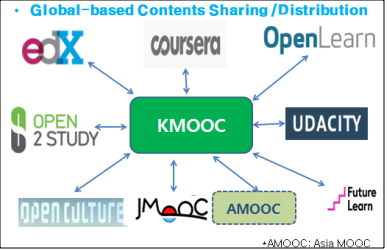 • Global-based Contents Sharing/Distribution
edX
coursera
OpenLearn
OPEN
2 STUDY
KMOOC
UDACITY
OPEN CULTURE
JMOOC
AMOOC
Future
Learn
*AMOOC: Asia MOOC